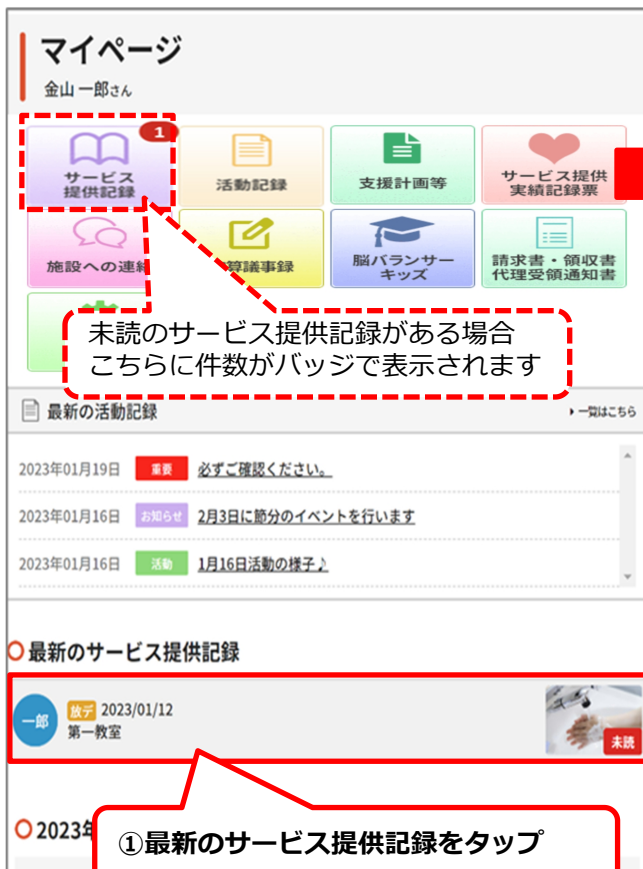 マイページ
金山 一郎さん
1
サービス
提供記録
活動記録
支援計画等
サービス提供
実績記録票
施設への連絡
算議事録
脳バランサー
キッズ
請求書・領収書
代理受領通知書
未読のサービス提供記録がある場合
こちらに件数がバッジで表示されます
最新の活動記録
一覧はこちら
2023年01月19日 重要 必ずご確認ください。
2023年01月16日 お知らせ 2月3日に節分のイベントを行います
2023年01月16日 活動 1月16日活動の様子♪
最新のサービス提供記録
一郎 放デ 2023/01/12
第一教室
未読
2023年
①最新のサービス提供記録をタップ